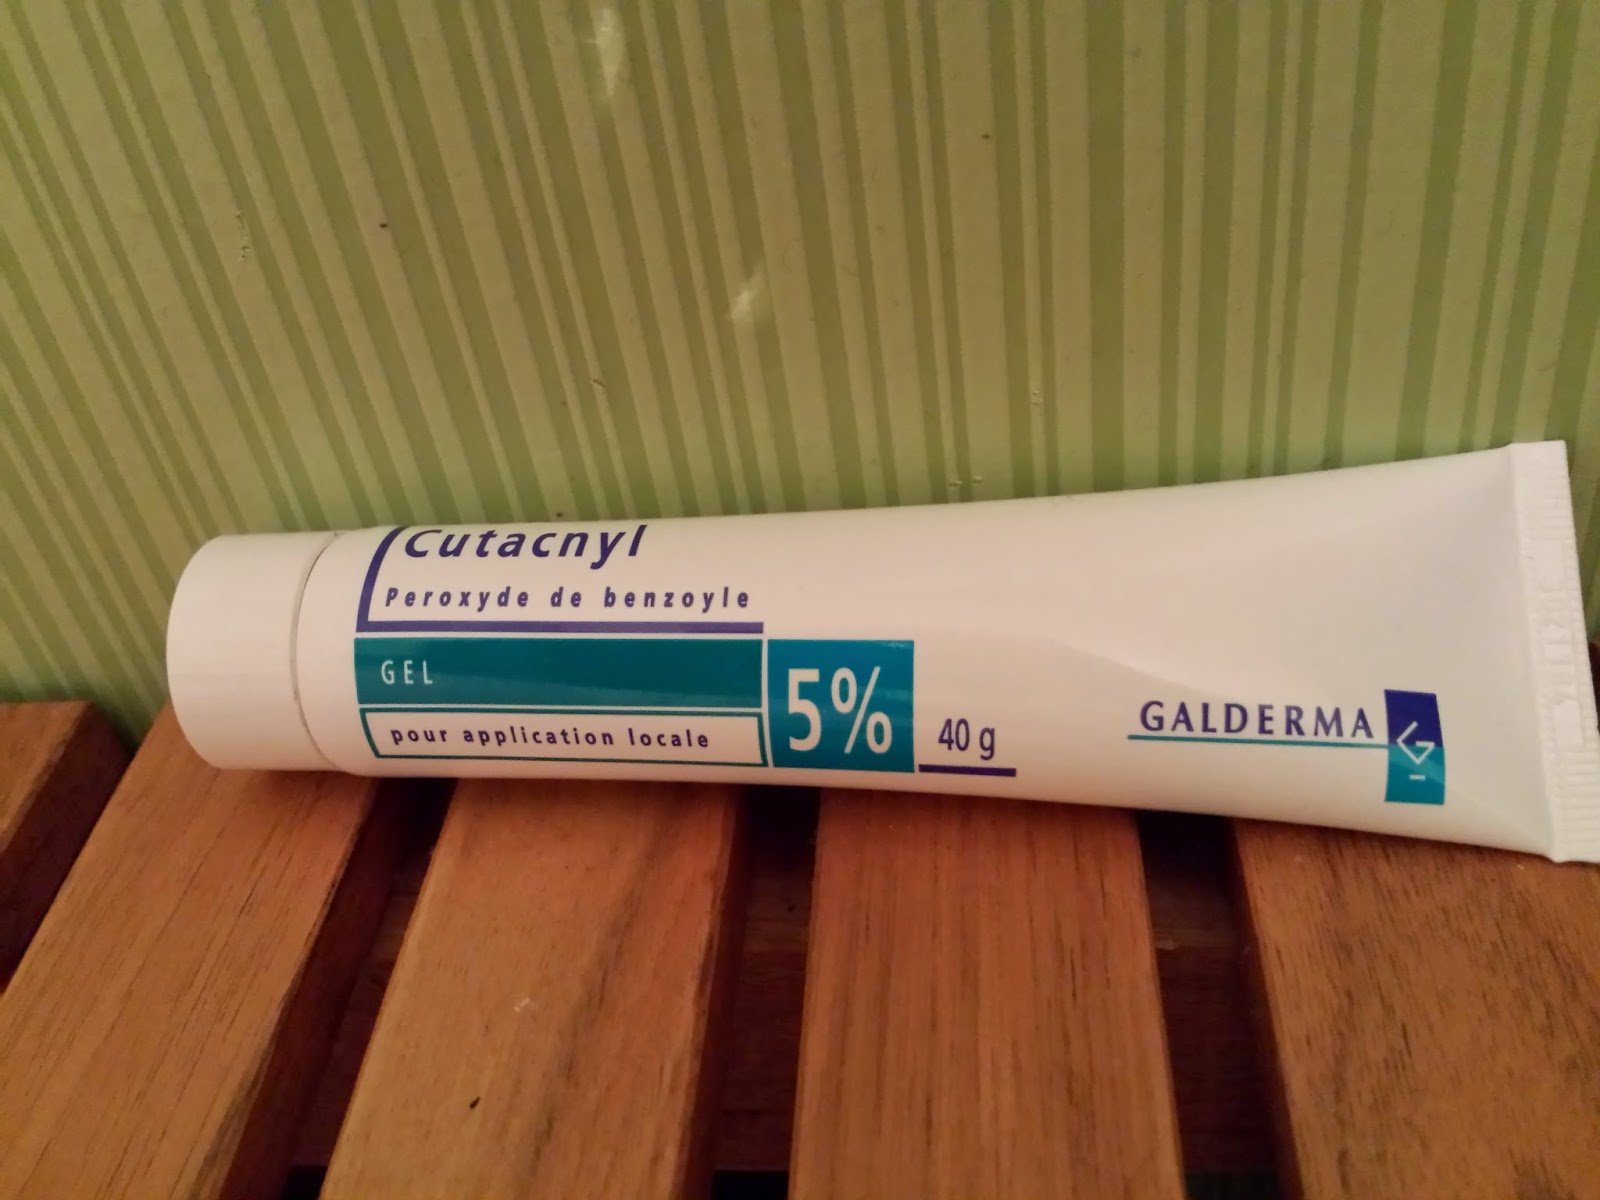 Cutacnyl
Peroxyde de benzoyle
GEL
pour application locale
5%
40 g
GALDERMA